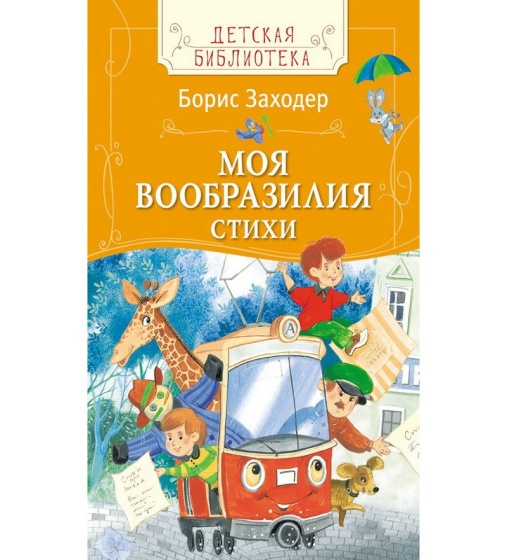 ДЕТСКАЯ
БИБЛИОТЕКА
Борис Заходер
МОЯ
ВООБРАЗИЛИЯ
СТИХИ
А